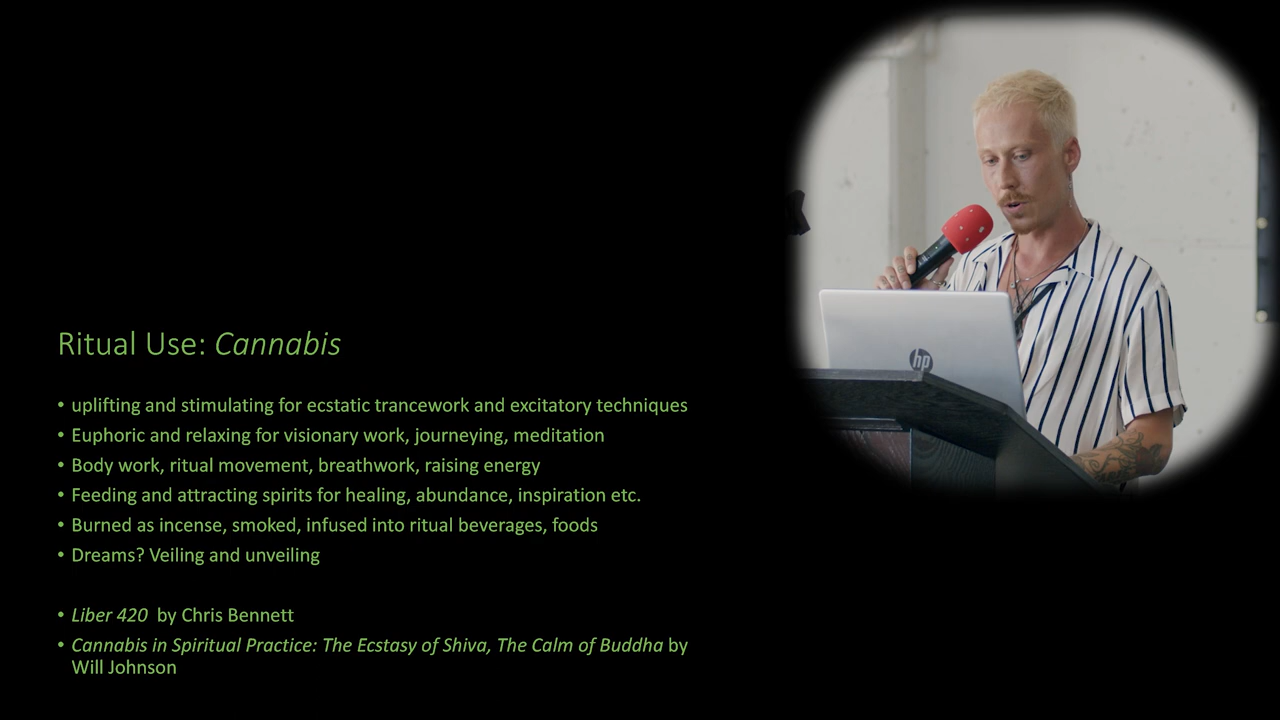 Ritual Use: Cannabis
• uplifting and stimulating for ecstatic trancework and excitatory techniques
• Euphoric and relaxing for visionary work, journeying, meditation
• Body work, ritual movement, breathwork, raising energy
• Feeding and attracting spirits for healing, abundance, inspiration etc.
• Burned as incense, smoked, infused into ritual beverages, foods
• Dreams? Veiling and unveiling
• Liber 420 by Chris Bennett
• Cannabis in Spiritual Practice: The Ecstasy of Shiva, The Calm of Buddha by
Will Johnson
hp